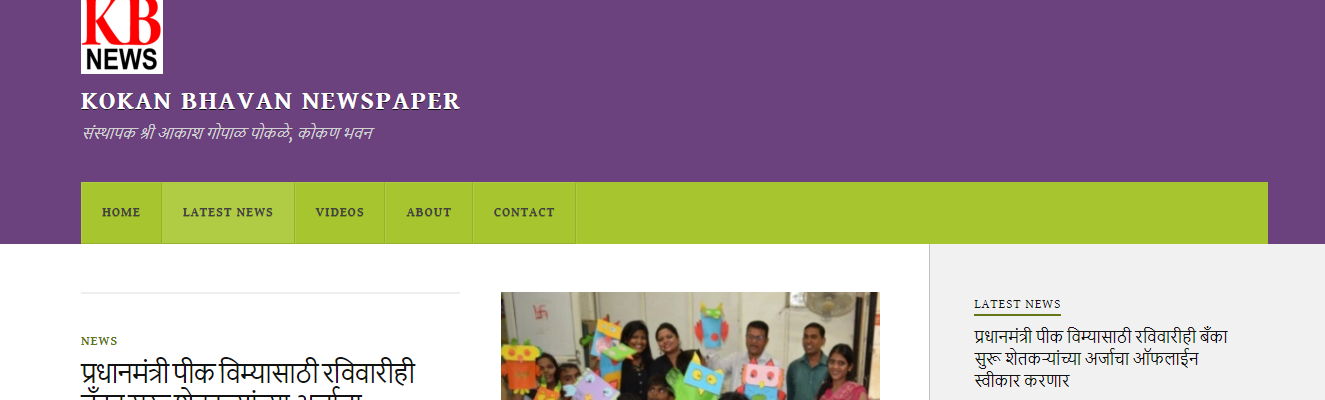 KB
NEWS
KOKAN BHAVAN NEWSPAPER
संस्थापक श्री आकाश गोपाळ पोकळे, कोकण भवन
HOME
LATEST NEWS
VIDEOS
ABOUT
CONTACT
NEWS
प्रधानमंत्री पीक विम्यासाठी रविवारीही
LATEST NEWS
प्रधानमंत्री पीक विम्यासाठी रविवारीही बँका
सुरू शेतकऱ्यांच्या अर्जाचा ऑफलाईन
स्वीकार करणार